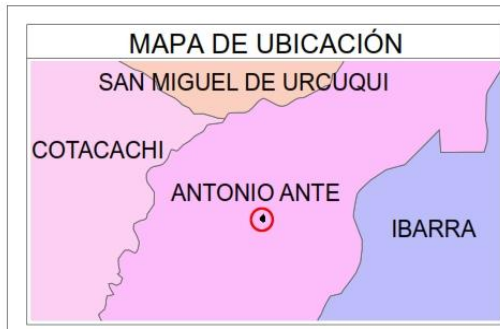 MAPA DE UBICACIÓN
SAN MIGUEL DE URCUQUI
COTACACHI
ANTONIO ANTE
IBARRA